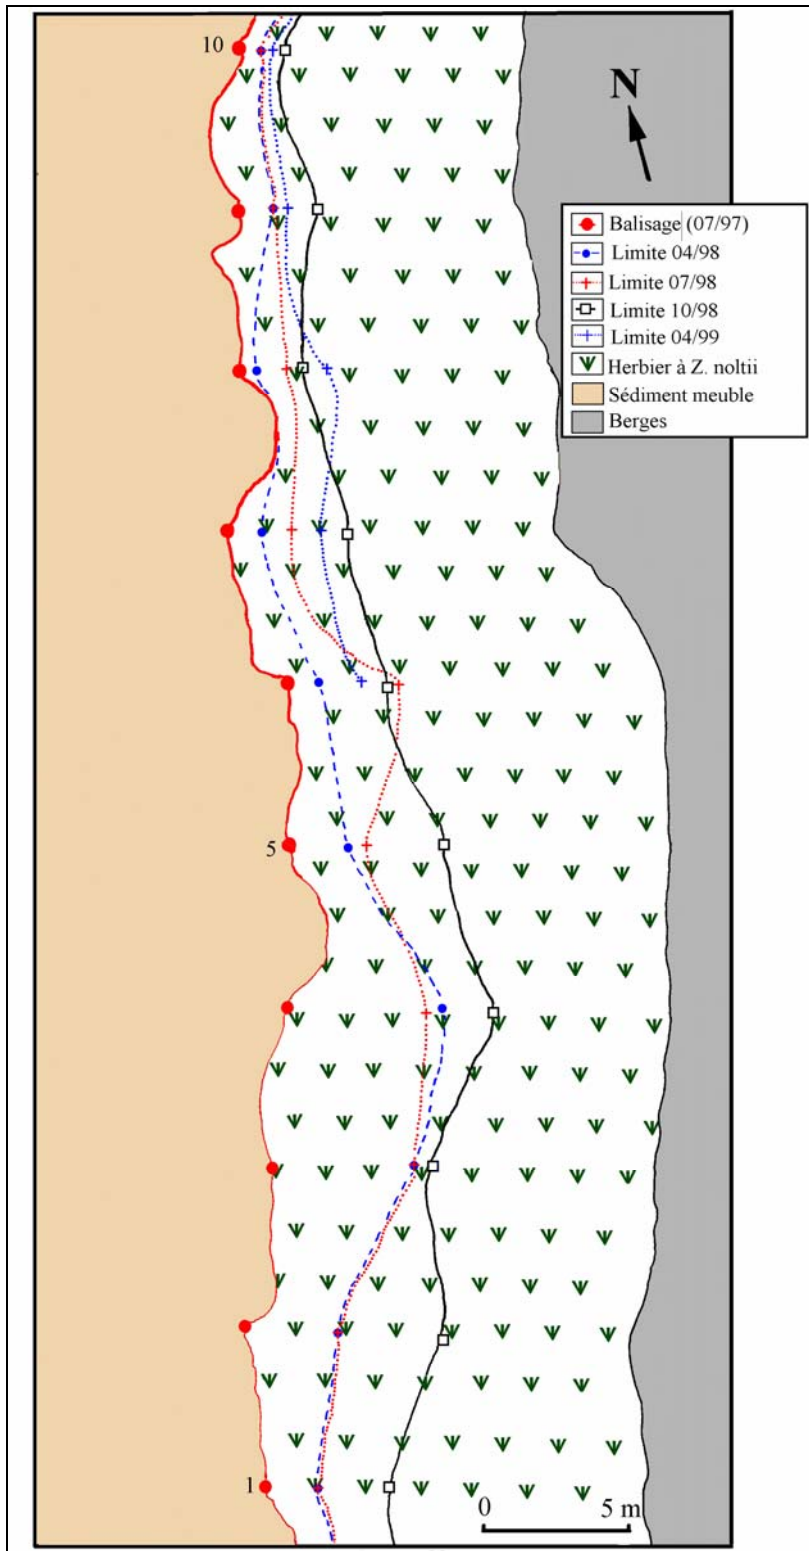 10
N
Balisage (07/97)
Limite 04/98
Limite 07/98
Limite 10/98
Limite 04/99
Herbier à Z. noltii
Sédiment meuble
Berges
5
1
0 5 m